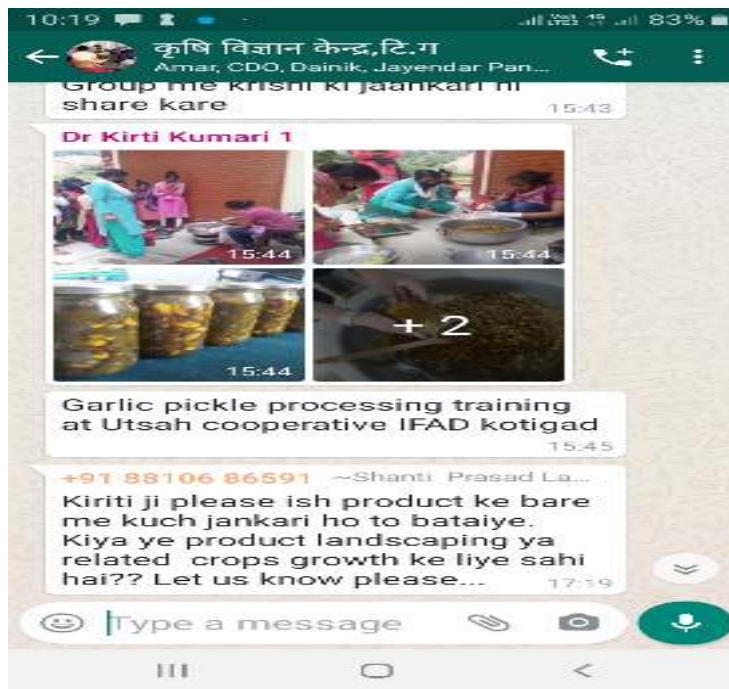 10:19 83%
कृषि विज्ञान केन्द्र,टि.ग
Amar, CDO, Dainik, Jayendar Pan...
Group me krishi ki jaankari hi
share kare
15:43
Dr Kirti Kumari 1
15:44 15:44
15:44 + 2
Garlic pickle processing training
at Utsah cooperative IFAD kotigad
15:45
+91 88106 86591 ~Shanti Prasad La...
Kiriti ji please ish product ke bare
me kuch jankari ho to bataiye.
Kiya ye product landscaping ya
related crops growth ke liye sahi
hai?? Let us know please...
17:19
Type a message